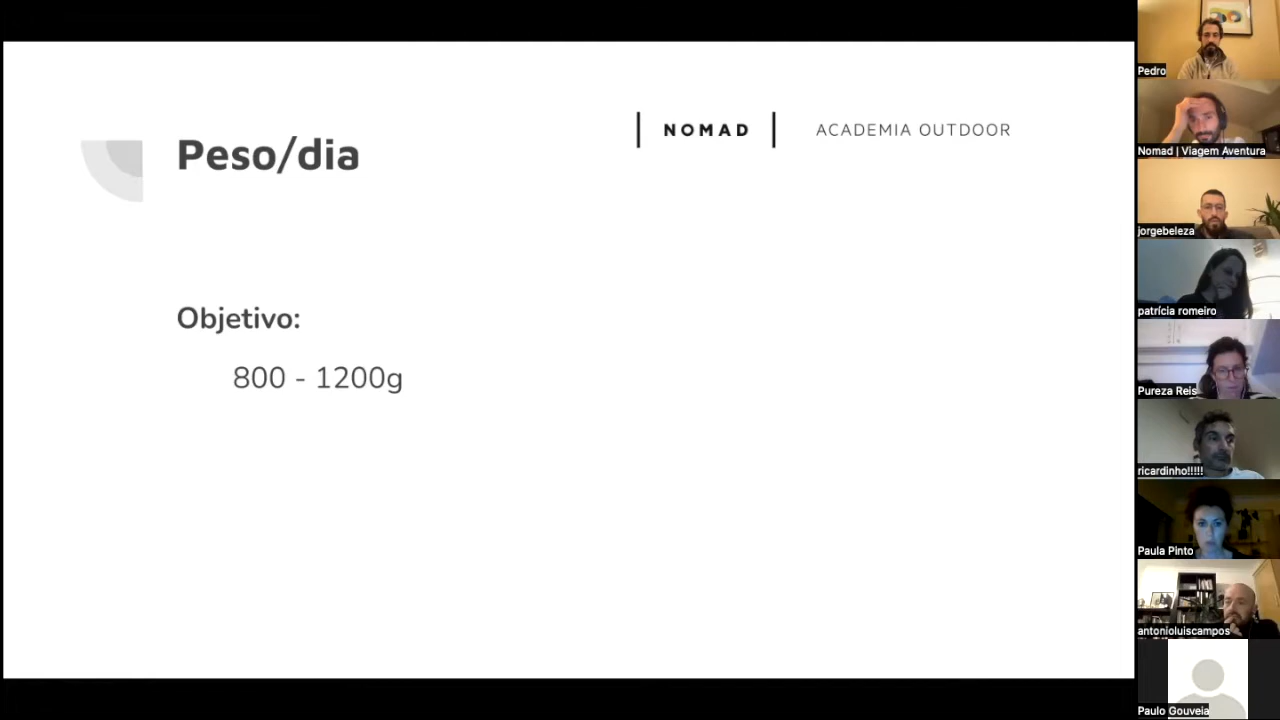 Peso/dia
NOMAD
ACADEMIA OUTDOOR
Objetivo:
800 - 1200g
Pedro
Nomad | Viagem Aventura
jorgebeleza
patrícia romeiro
Pureza Reis
ricardinho!!!!!
Paula Pinto
antonioluiscampos
Paulo Gouveia